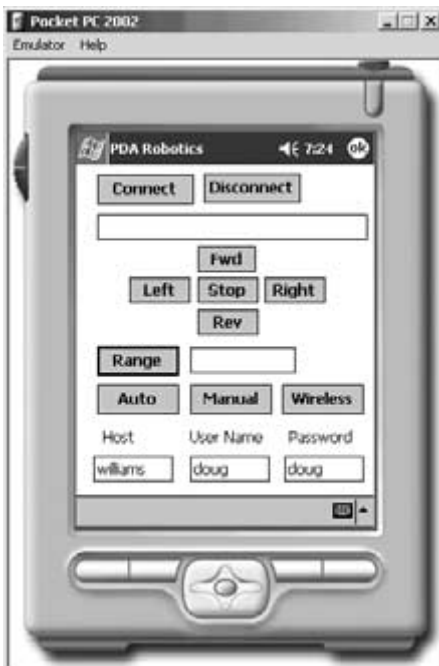 Pocket PC 2002
Emulator Help
PDA Robotics 7:24 ok
Connect Disconnect
Fwd
Left Stop Right
Rev
Range
Auto Manual Wireless
Host User Name Password
williams doug doug